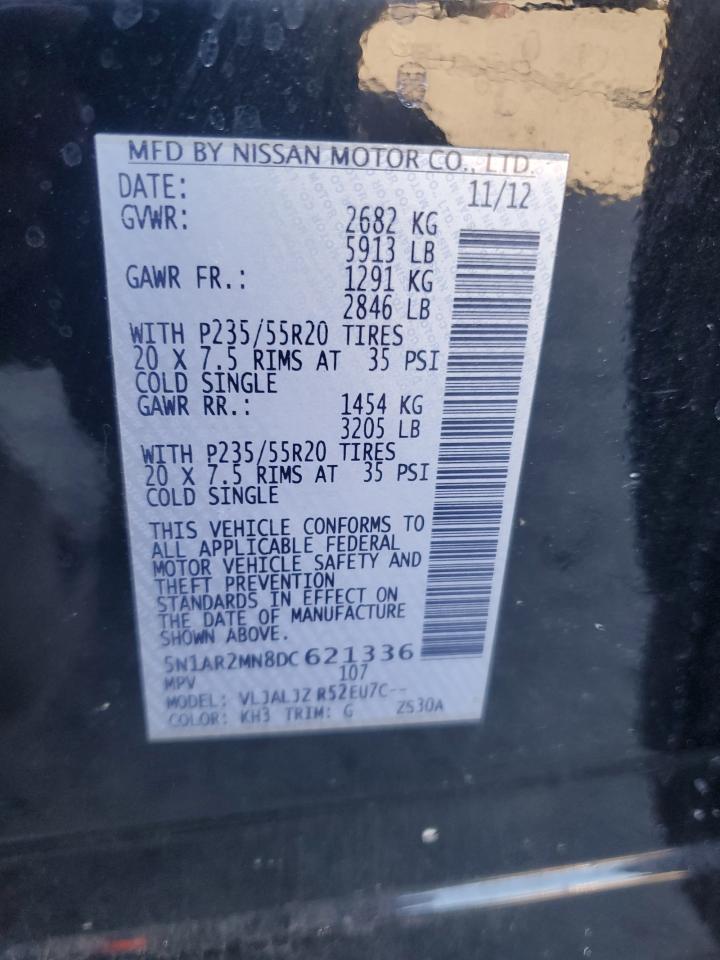 MFD BY NISSAN MOTOR CO., LTD.
DATE: 11/12
GVWR: 2682 KG
5913 LB
GAWR FR.: 1291 KG
2846 LB
WITH P235/55R20 TIRES
20 X 7.5 RIMS AT 35 PSI
COLD SINGLE
GAWR RR.: 1454 KG
3205 LB
WITH P235/55R20 TIRES
20 X 7.5 RIMS AT 35 PSI
COLD SINGLE
THIS VEHICLE CONFORMS TO
ALL APPLICABLE FEDERAL
MOTOR VEHICLE SAFETY AND
THEFT PREVENTION
STANDARDS IN EFFECT ON
THE DATE OF MANUFACTURE
SHOWN ABOVE.
5N1AR2MN8DC 621336
MPV 107
MODEL: VLJALJZ R52EU7C--
COLOR: KH3 TRIM: G ZS30A